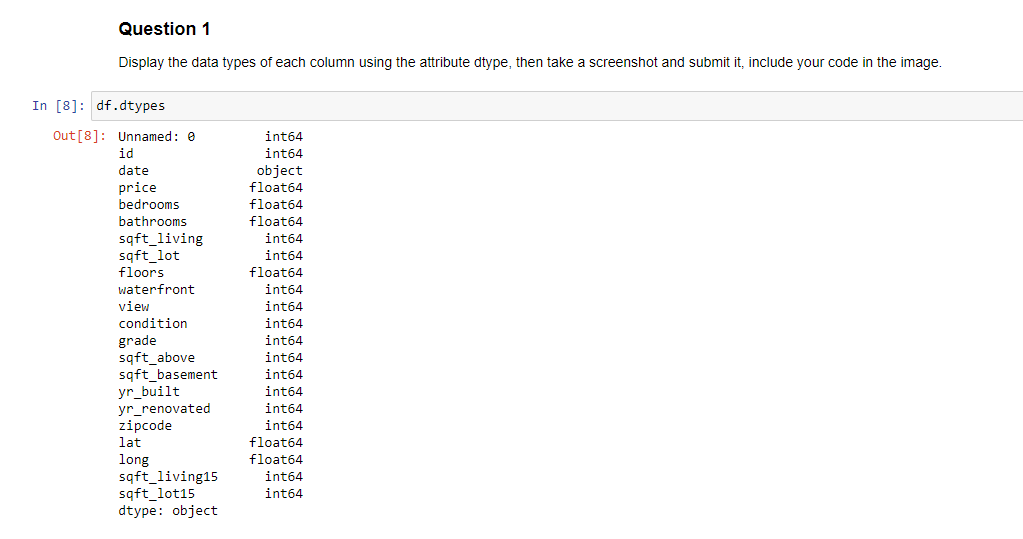 Question 1
Display the data types of each column using the attribute dtype, then take a screenshot and submit it, include your code in the image.
In [8]: df.dtypes
Out[8]: Unnamed: 0 int64
id int64
date object
price float64
bedrooms float64
bathrooms float64
sqft_living int64
sqft_lot int64
floors float64
waterfront int64
view int64
condition int64
grade int64
sqft_above int64
sqft_basement int64
yr_built int64
yr_renovated int64
zipcode int64
lat float64
long float64
sqft_living15 int64
sqft_lot15 int64
dtype: object